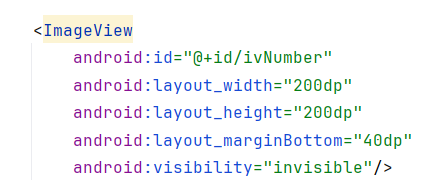 <ImageView
android:id="@+id/ivNumber"
android:layout_width="200dp"
android:layout_height="200dp"
android:layout_marginBottom="40dp"
android:visibility="invisible"/>